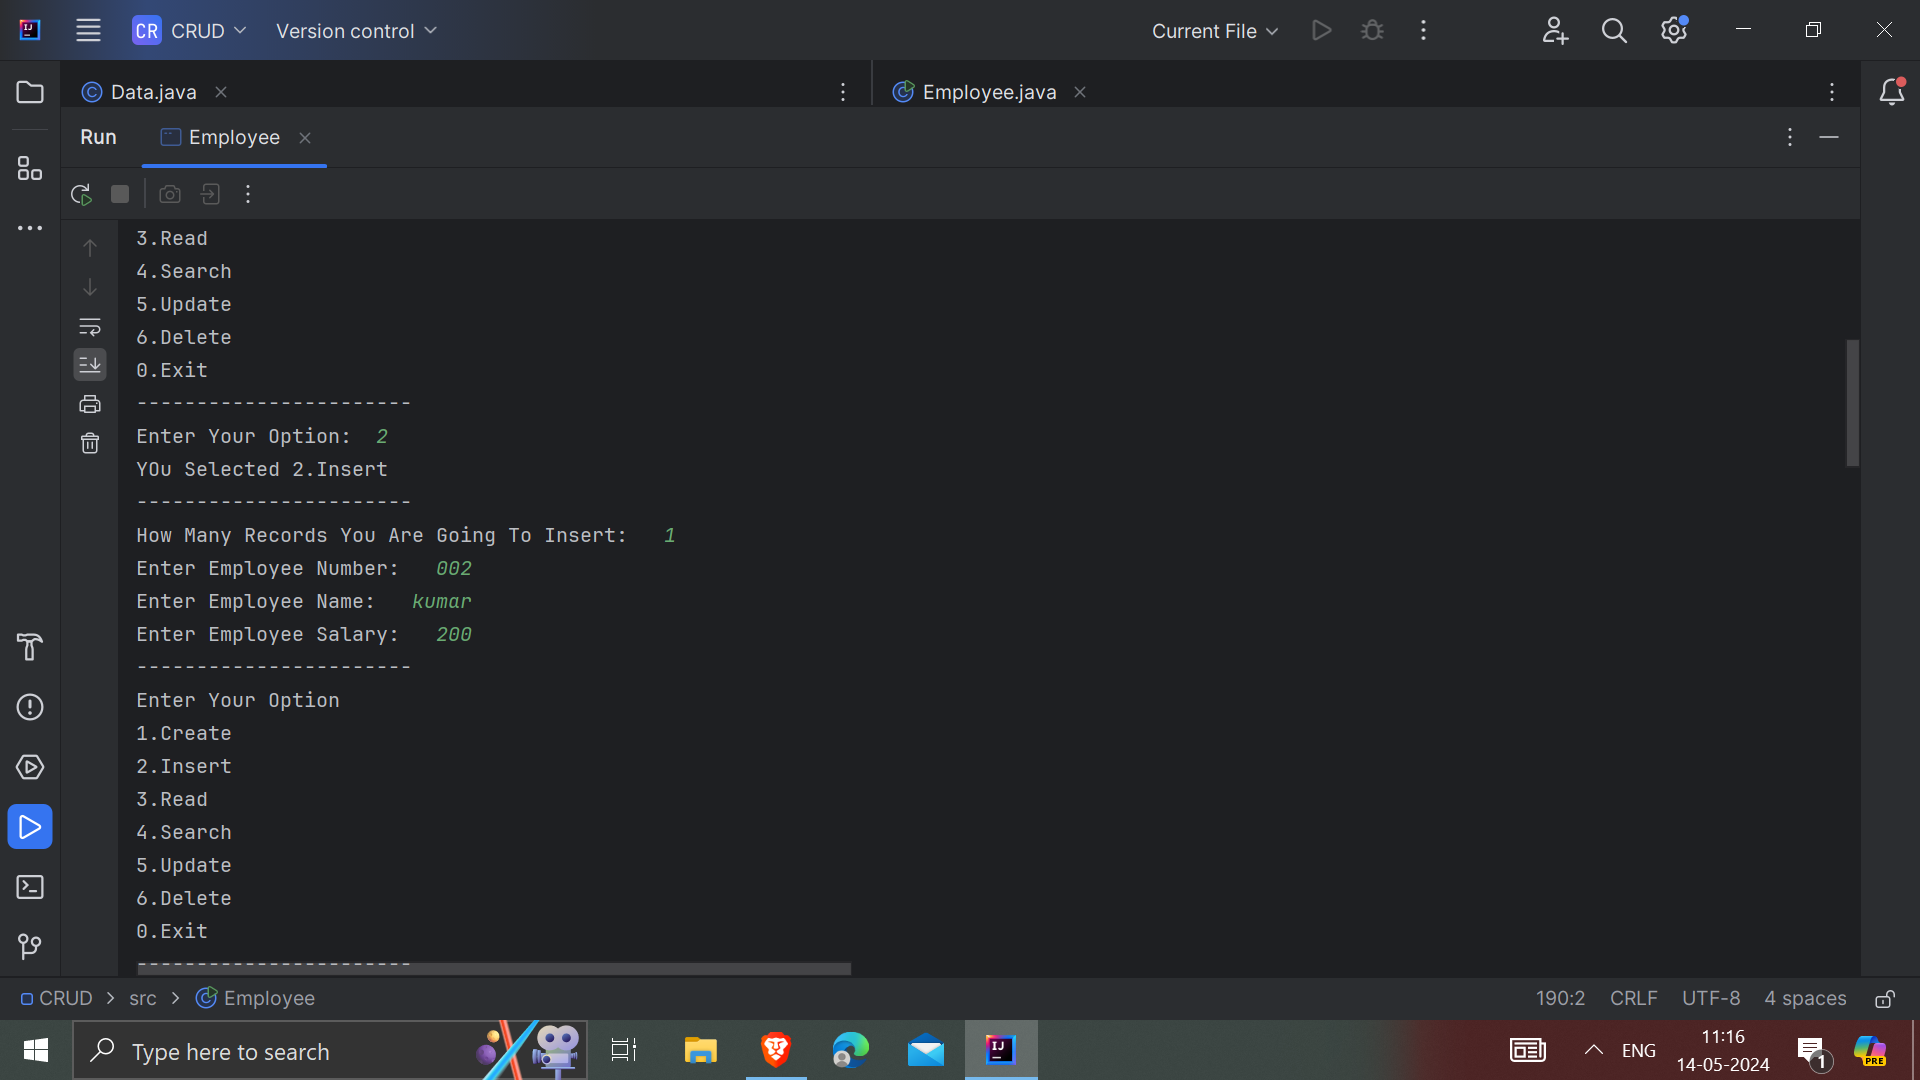 CR CRUD Version control Current File
Data.java Employee.java
Run Employee
3.Read
4.Search
5.Update
6.Delete
0.Exit
-----------------------
Enter Your Option:  2
YOu Selected 2.Insert
-----------------------
How Many Records You Are Going To Insert:   1
Enter Employee Number:   002
Enter Employee Name:   kumar
Enter Employee Salary:   200
-----------------------
Enter Your Option
1.Create
2.Insert
3.Read
4.Search
5.Update
6.Delete
0.Exit
-----------------------
CRUD > src > Employee 190:2 CRLF UTF-8 4 spaces
Type here to search ENG 11:16
14-05-2024 1 PRE